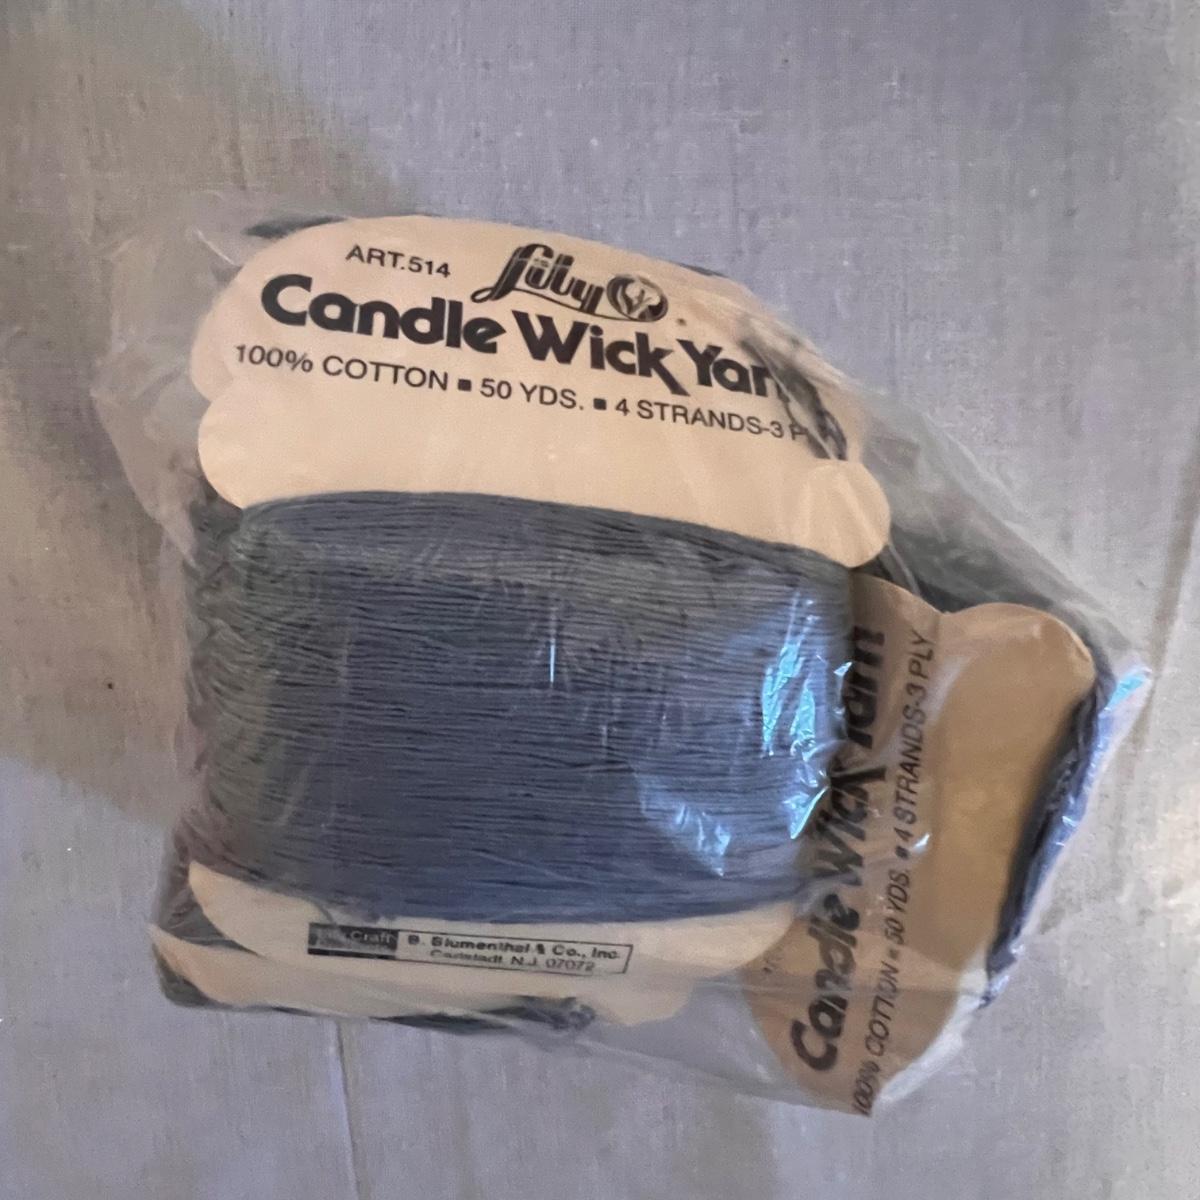 ART.514 Lily
Candle Wick Yarn
100% COTTON ▪ 50 YDS. ▪ 4 STRANDS-3 P
Craft
B. Blumenthal & Co., Inc.
Carlstadt, N.J. 07072
Candle Wick Yarn
100% COTTON ▪ 50 YDS. ▪ 4 STRANDS-3 PLY